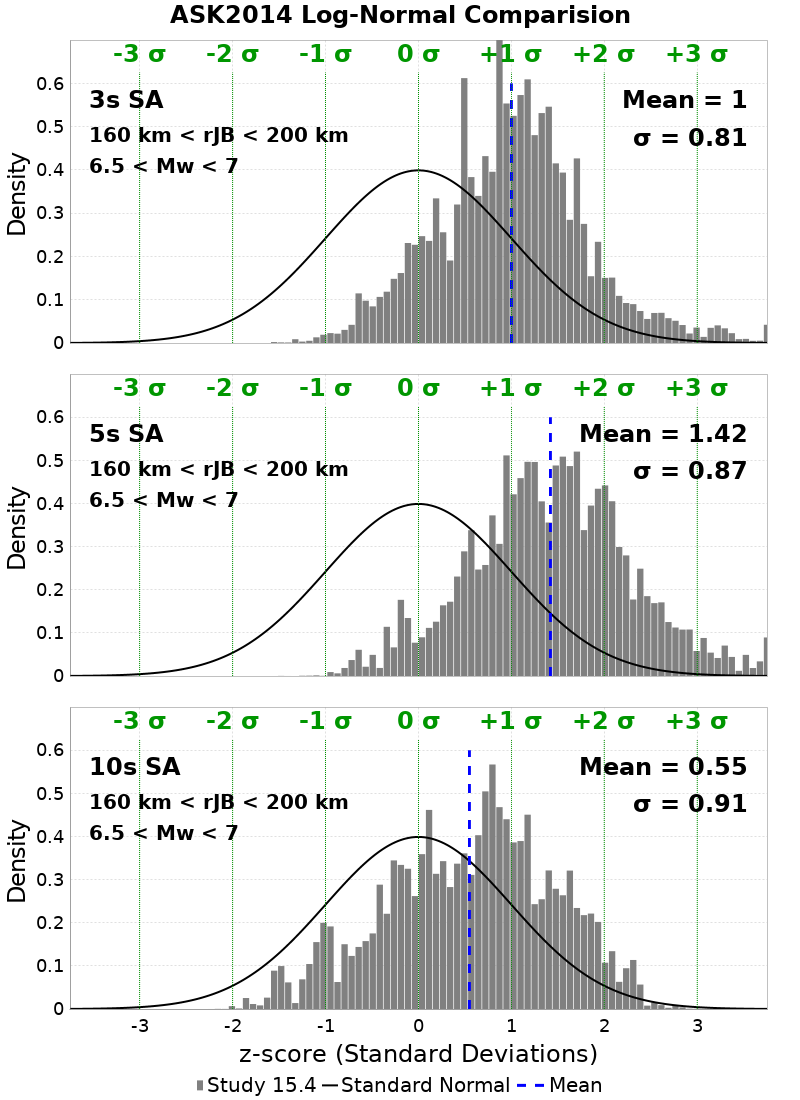 ASK2014 Log-Normal Comparision
-3 σ -2 σ -1 σ 0 σ +1 σ +2 σ +3 σ
3s SA
Mean = 1
160 km < rJB < 200 km
σ = 0.81
6.5 < Mw < 7
Density
0.6
0.5
0.4
0.3
0.2
0.1
0
-3 σ -2 σ -1 σ 0 σ +1 σ +2 σ +3 σ
5s SA
Mean = 1.42
160 km < rJB < 200 km
σ = 0.87
6.5 < Mw < 7
Density
0.6
0.5
0.4
0.3
0.2
0.1
0
-3 σ -2 σ -1 σ 0 σ +1 σ +2 σ +3 σ
10s SA
Mean = 0.55
160 km < rJB < 200 km
σ = 0.91
6.5 < Mw < 7
Density
0.6
0.5
0.4
0.3
0.2
0.1
0
-3 -2 -1 0 1 2 3
z-score (Standard Deviations)
Study 15.4 Standard Normal Mean